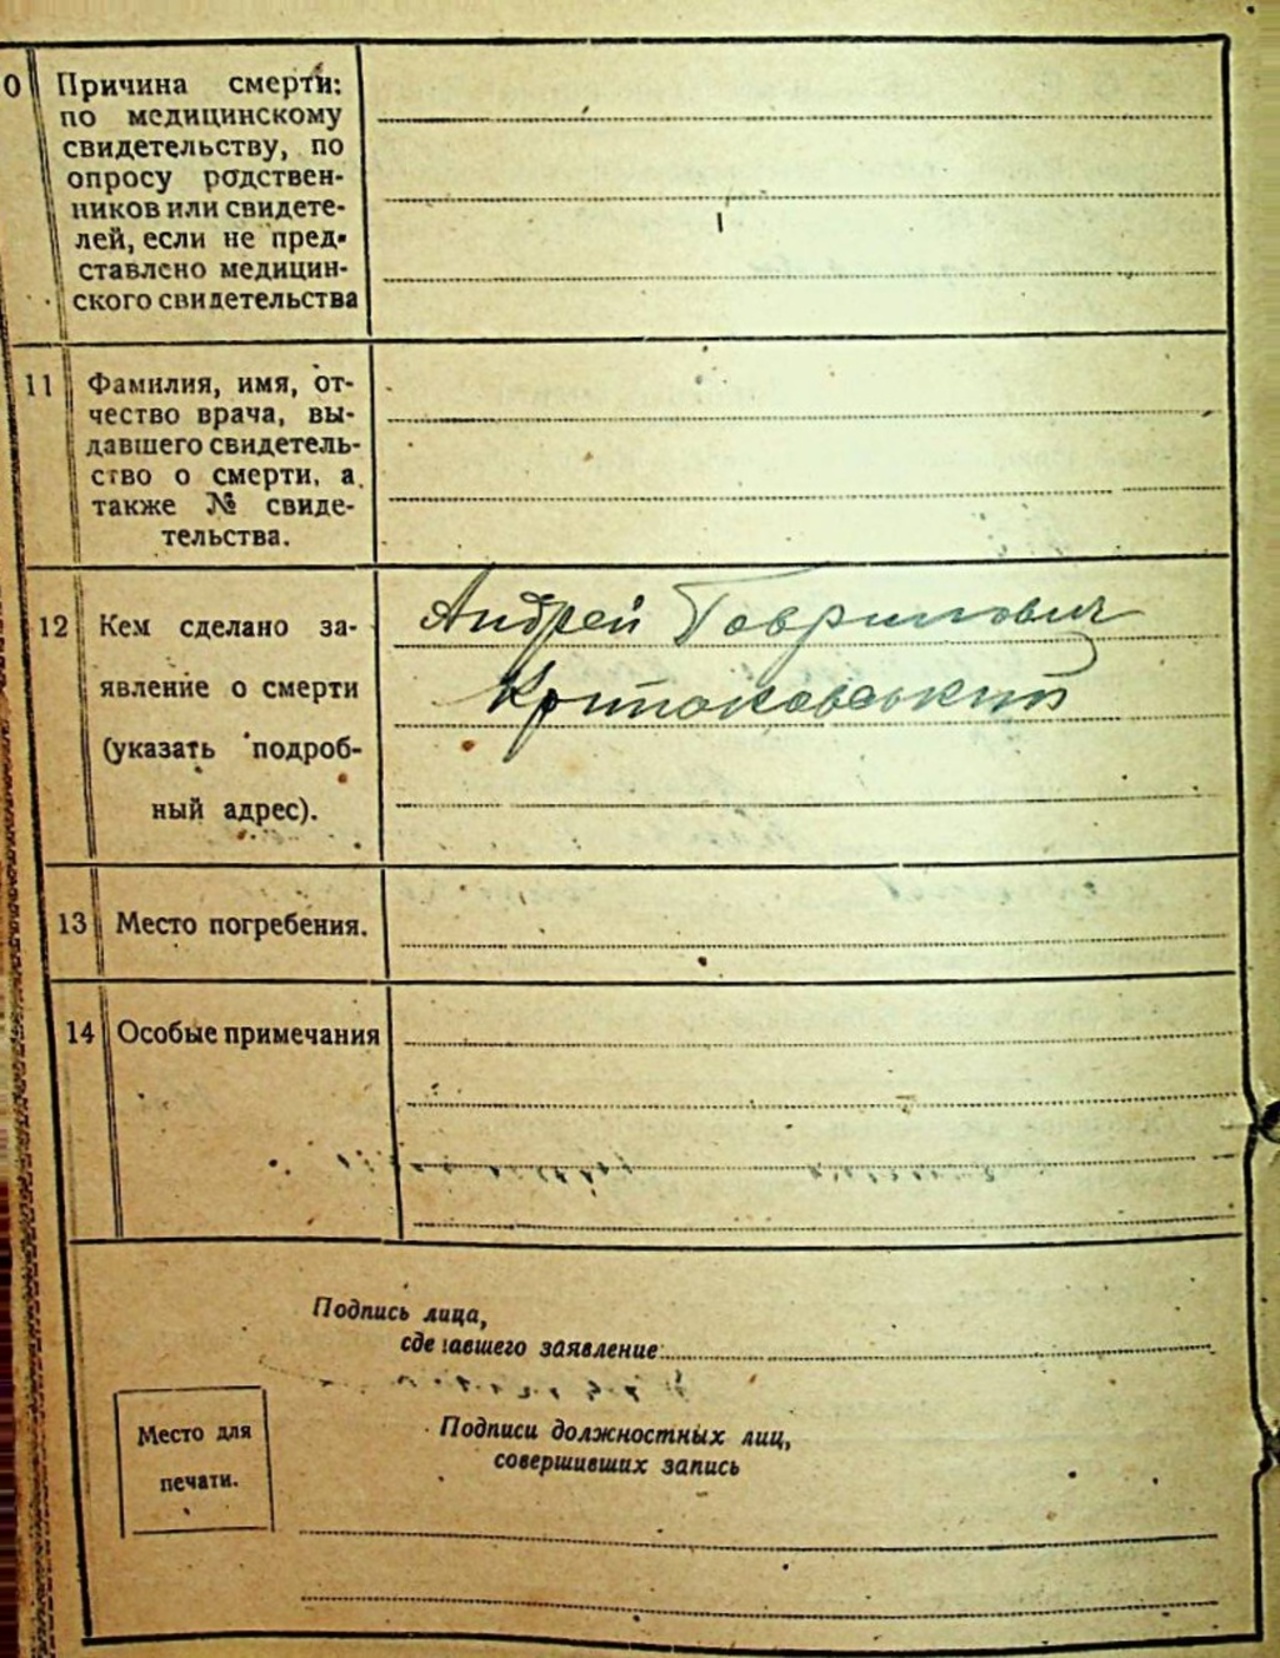 0 Причина смерти:
по медицинскому
свидетельству, по
опросу родствен-
ников или свидете-
лей, если не пред-
ставлено медицин-
ского свидетельства
11 Фамилия, имя, от-
чество врача, вы-
давшего свидетель-
ство о смерти, а
также № свиде-
тельства.
12 Кем сделано за-
явление о смерти
(указать подроб-
ный адрес).
Андрей Гаврилович
13 Место погребения.
14 Особые примечания
Подпись лица,
сделавшего заявление
Место для
печати.
Подписи должностных лиц,
совершивших запись